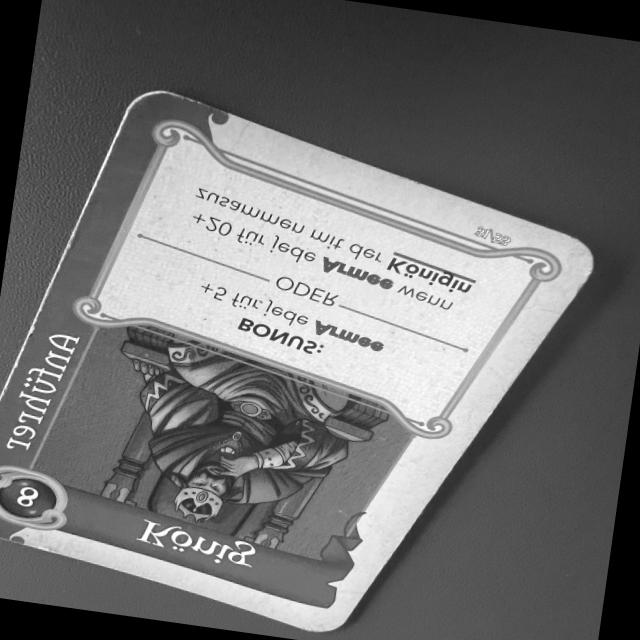 8
König
Anführer
BONUS:
+5 für jede Armee
ODER
+20 für jede Armee wenn
zusammen mit der Königin